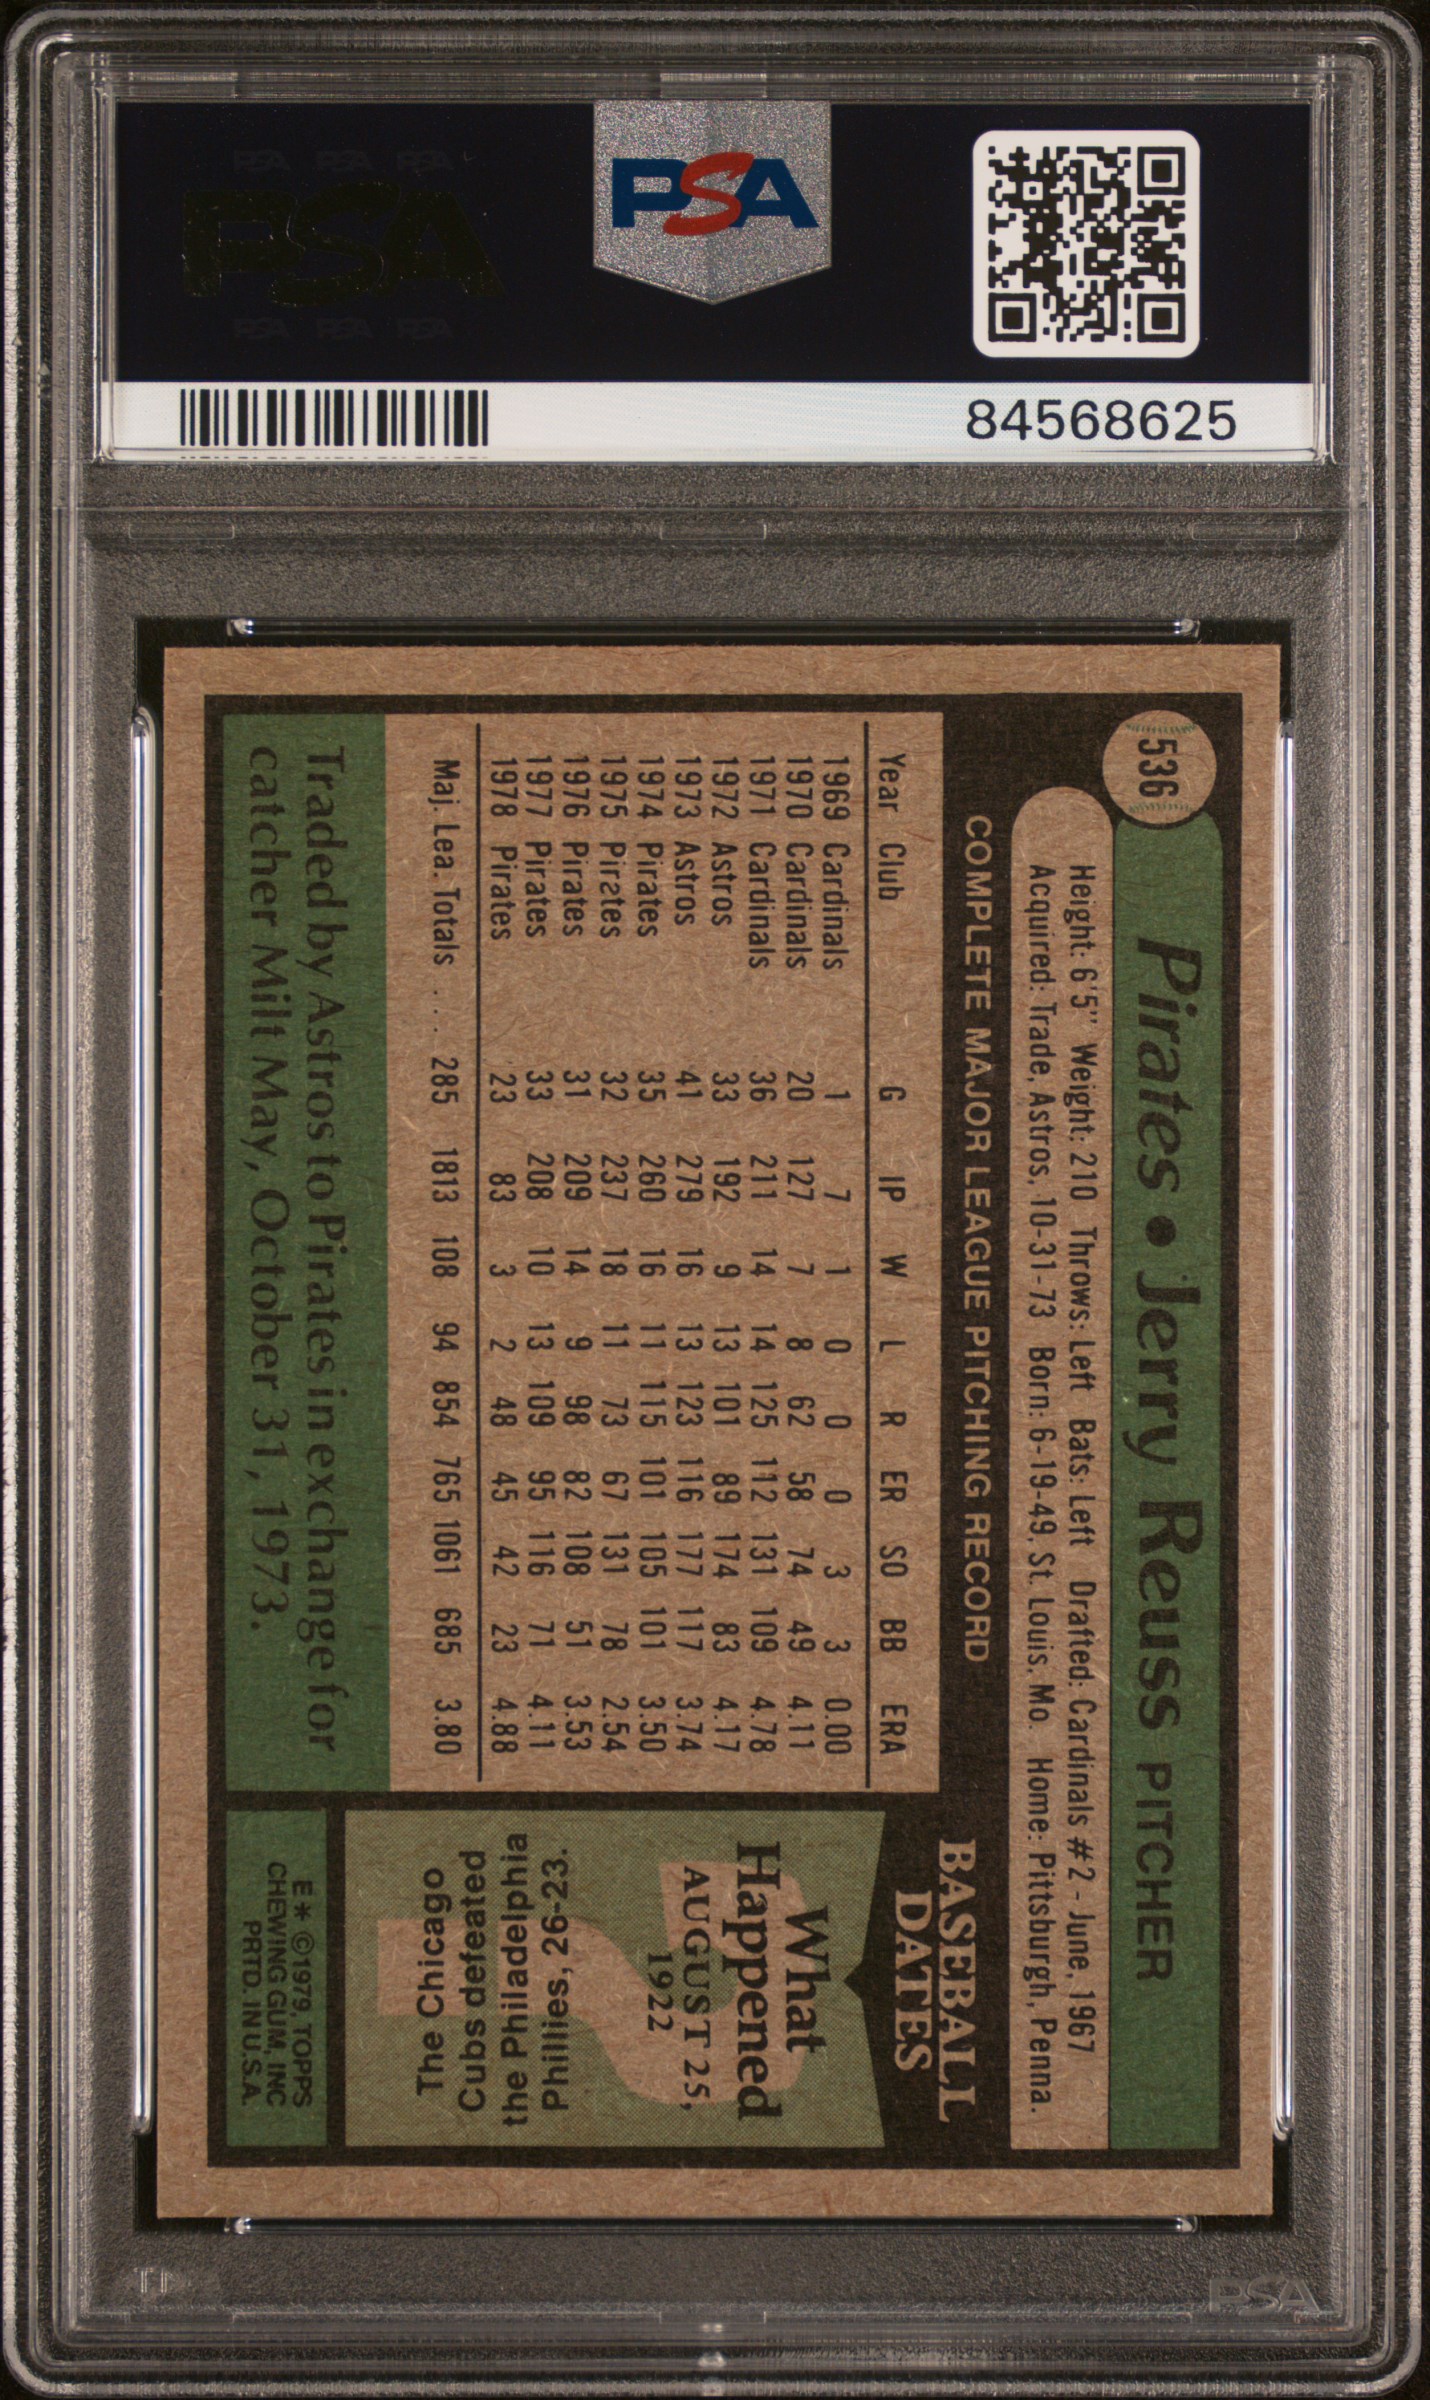 PSA PSA PSA
PSA
PSA PSA PSA
PSA
84568625
536
Pirates • Jerry Reuss PITCHER
Height: 6'5" Weight: 210 Throws: Left Bats: Left Drafted: Cardinals #2 - June, 1967
Acquired: Trade, Astros, 10-31-73 Born: 6-19-49, St. Louis, Mo. Home: Pittsburgh, Penna.
COMPLETE MAJOR LEAGUE PITCHING RECORD
Year Club G IP W L R ER SO BB ERA
1969 Cardinals 1 7 1 0 0 0 3 3 0.00
1970 Cardinals 20 127 7 8 62 58 74 49 4.11
1971 Cardinals 36 211 14 14 125 112 131 109 4.78
1972 Astros 33 192 9 13 101 89 174 83 4.17
1973 Astros 41 279 16 13 123 116 177 117 3.74
1974 Pirates 35 260 16 11 115 101 105 101 3.50
1975 Pirates 32 237 18 11 73 67 131 78 2.54
1976 Pirates 31 209 14 9 98 82 108 51 3.53
1977 Pirates 33 208 10 13 109 95 116 71 4.11
1978 Pirates 23 83 3 2 48 45 42 23 4.88
Maj. Lea. Totals .... 285 1813 108 94 854 765 1061 685 3.80
Traded by Astros to Pirates in exchange for
catcher Milt May, October 31, 1973.
BASEBALL
DATES
What
Happened
AUGUST 25,
1922
The Chicago
Cubs defeated
the Philadelphia
Phillies, 26-23.
E* ©1979, TOPPS
CHEWING GUM, INC
PRTD. IN U.S.A.
PSA